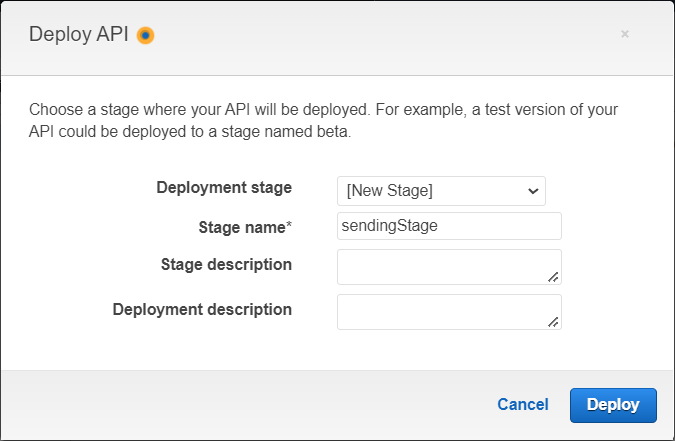 Deploy API
×
Choose a stage where your API will be deployed. For example, a test version of your
API could be deployed to a stage named beta.
Deployment stage [New Stage]
Stage name* sendingStage
Stage description
Deployment description
Cancel Deploy